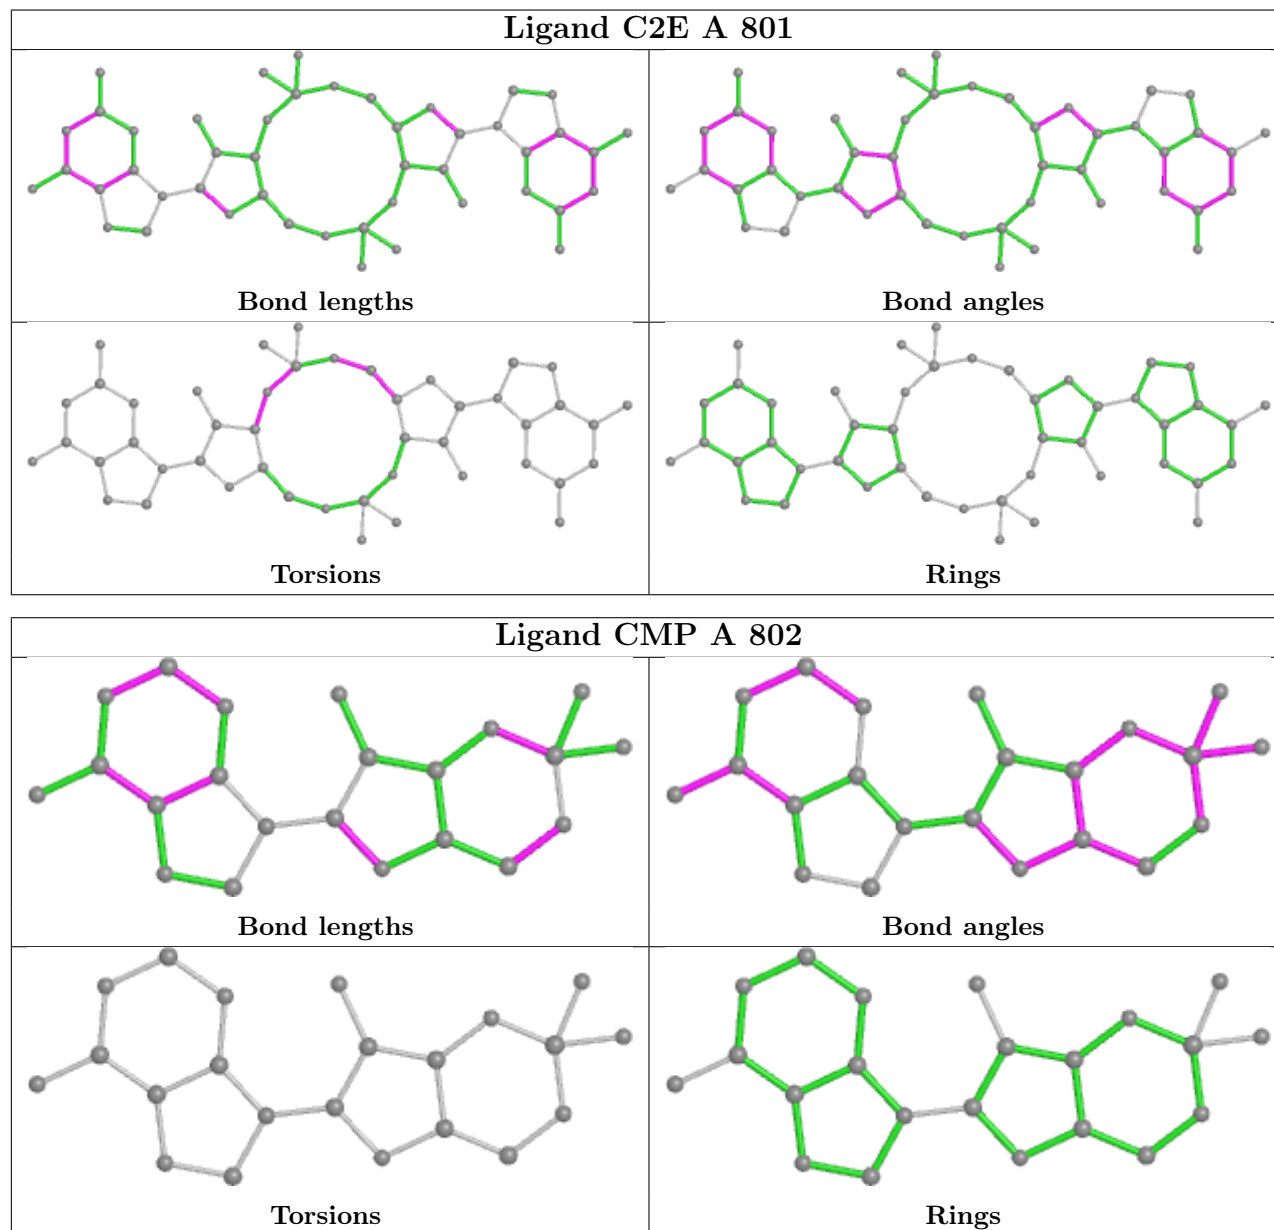 Ligand C2E A 801
Bond lengths
Bond angles
Torsions
Rings
Ligand CMP A 802
Bond lengths
Bond angles
Torsions
Rings